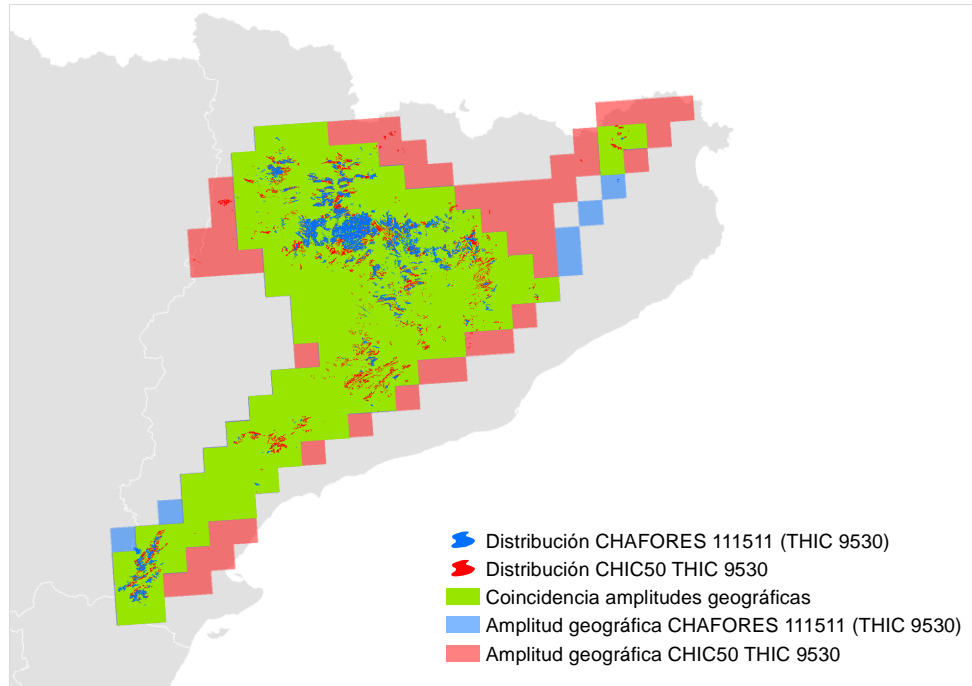 Distribución CHAFORES 111511 (THIC 9530)
Distribución CHIC50 THIC 9530
Coincidencia amplitudes geográficas
Amplitud geográfica CHAFORES 111511 (THIC 9530)
Amplitud geográfica CHIC50 THIC 9530